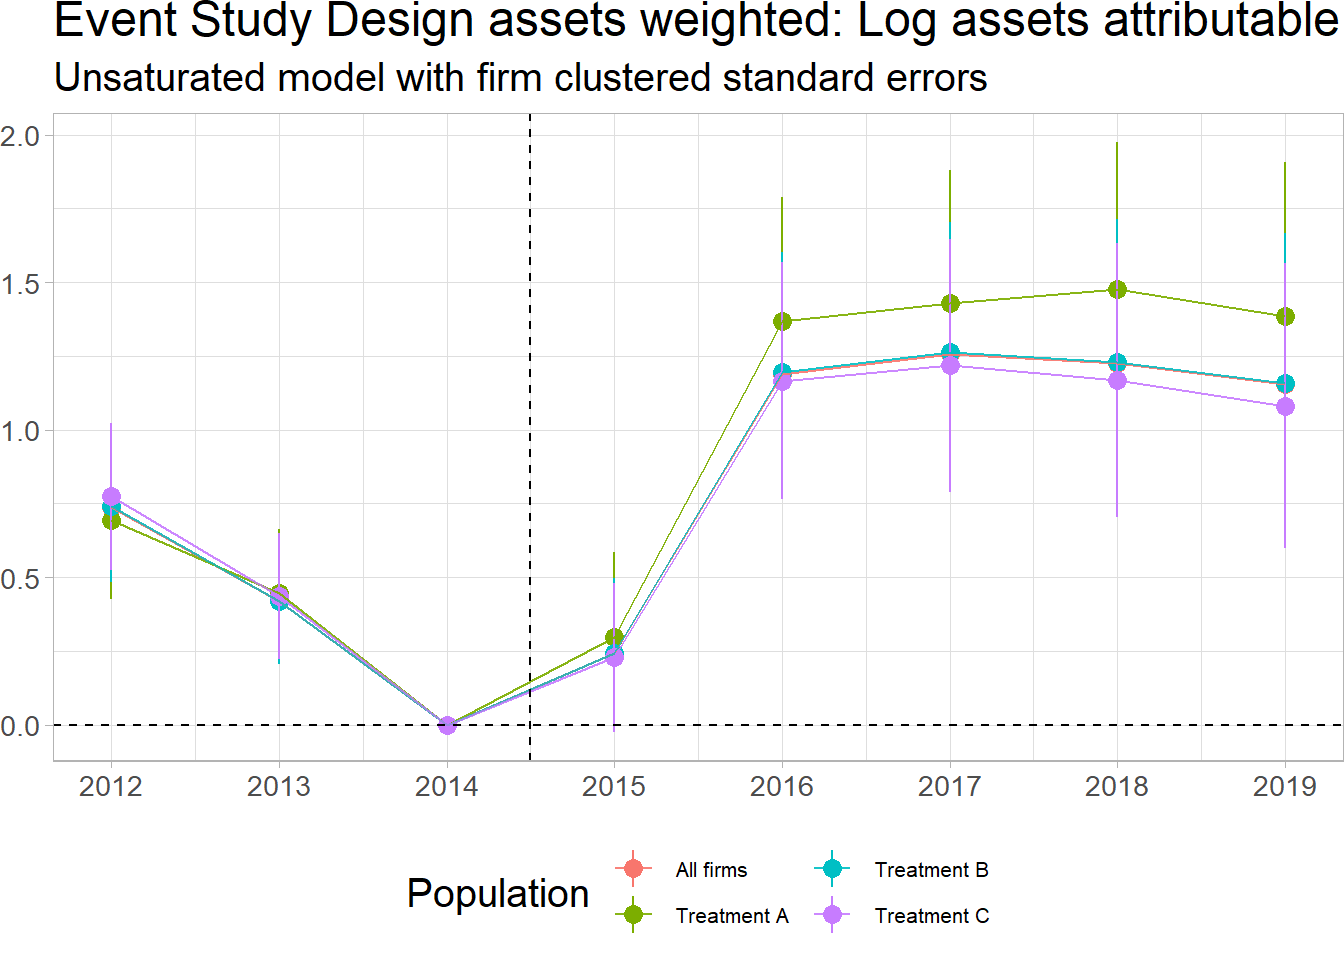 Event Study Design assets weighted: Log assets attributable
Unsaturated model with firm clustered standard errors
2.0
1.5
1.0
0.5
0.0
2012 2013 2014 2015 2016 2017 2018 2019
Population
All firms
Treatment A
Treatment B
Treatment C